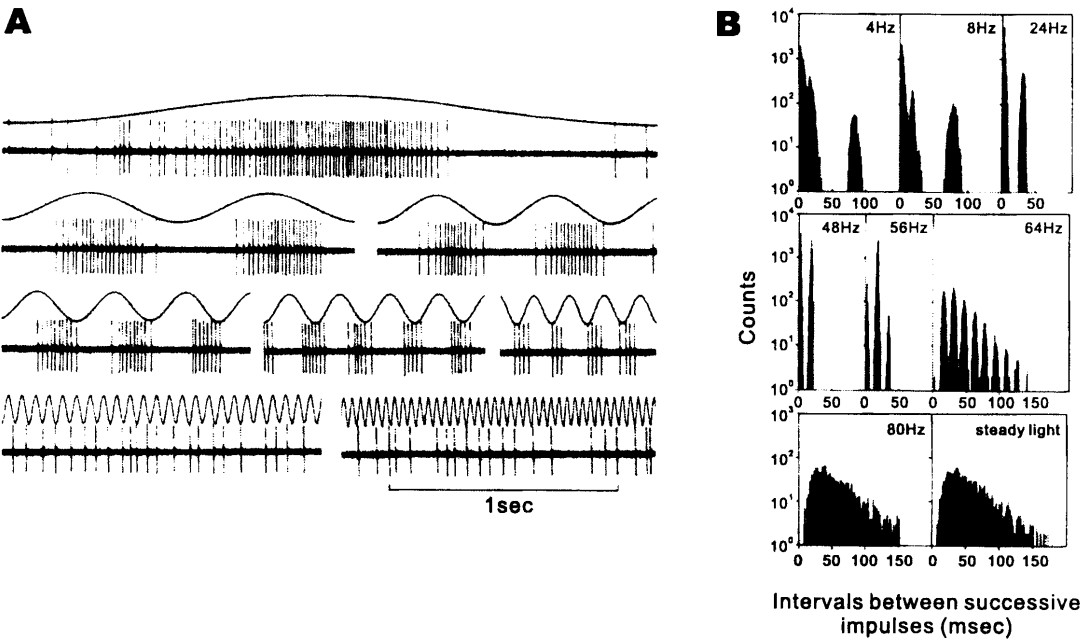 A
1sec
B
10⁴ 4Hz 8Hz 24Hz
10³
10²
10¹
10⁰
0 50 100 0 50 100 0 50
10⁴ 48Hz 56Hz 64Hz
10³
10²
10¹
10⁰
0 50 0 50 0 50 100 150
10³ 80Hz steady light
10²
10¹
10⁰
0 50 100 150 0 50 100 150
Counts
Intervals between successive
impulses (msec)